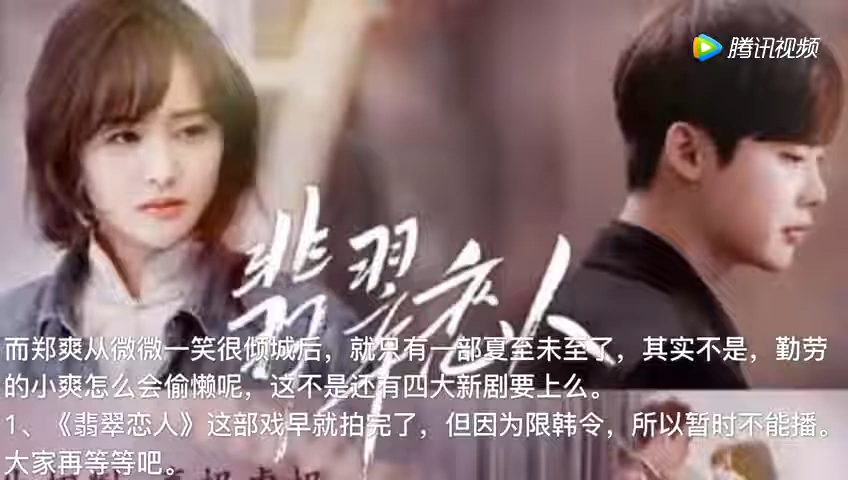 腾讯视频
翡翠恋人
而郑爽从微微一笑很倾城后，就只有一部夏至未至了，其实不是，勤劳
的小爽怎么会偷懒呢，这不是还有四大新剧要上么。
1、《翡翠恋人》这部戏早就拍完了，但因为限韩令，所以暂时不能播。
大家再等等吧。